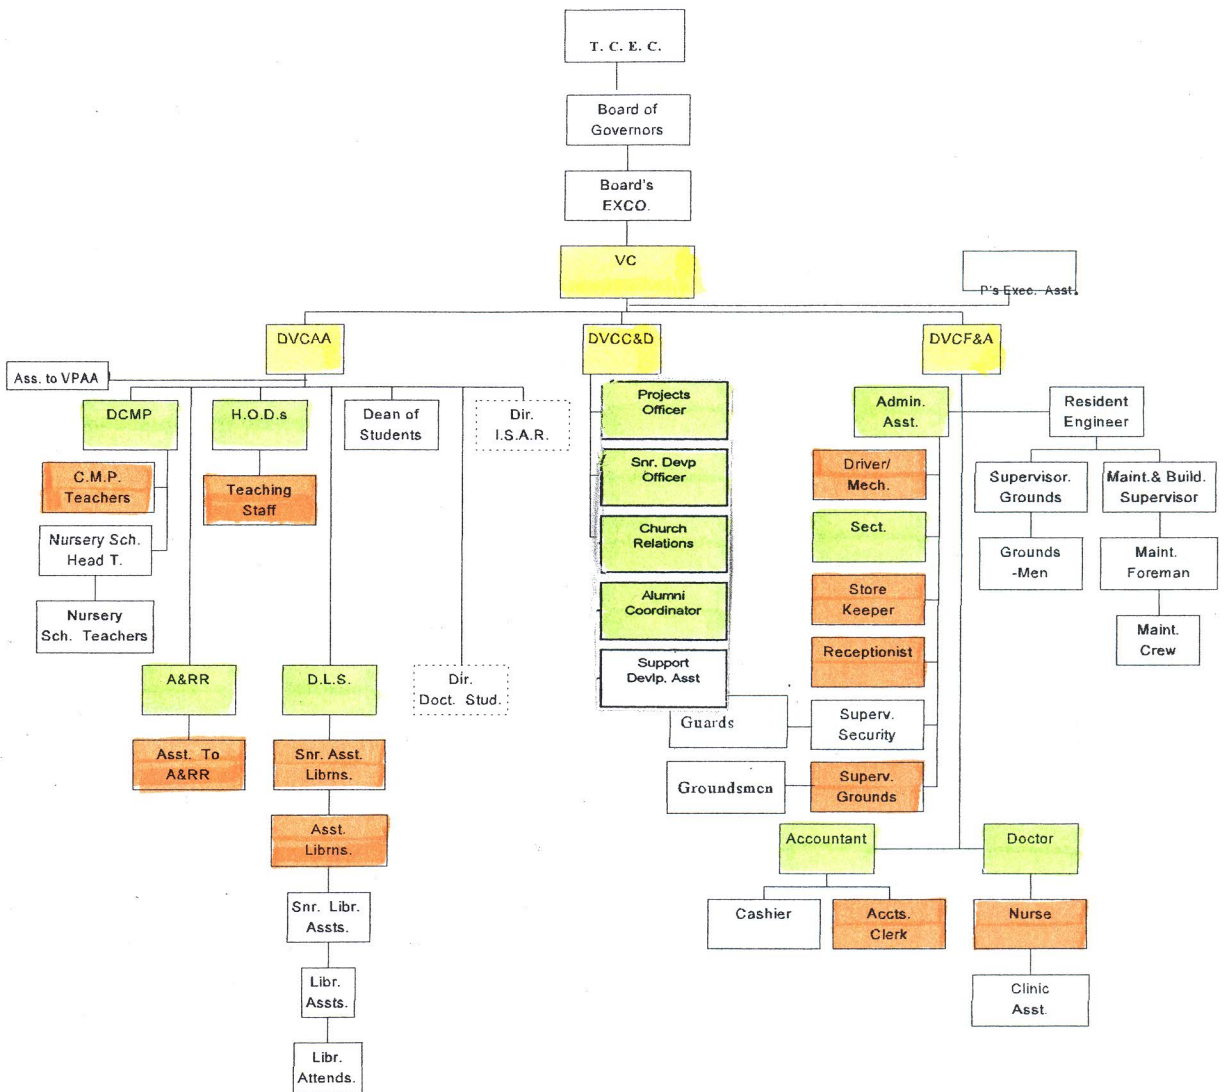 T. C. E. C.
Board of
Governors
Board's
EXCO.
VC
P's Exec. Asst.
DVCAA
DVCC&D
DVCF&A
Ass. to VPAA
DCMP
H.O.D.s
Dean of
Students
Dir.
I.S.A.R.
Projects
Officer
Admin.
Asst.
Resident
Engineer
C.M.P.
Teachers
Teaching
Staff
Snr. Devp
Officer
Driver/
Mech.
Supervisor.
Grounds
Maint.& Build.
Supervisor
Nursery Sch.
Head T.
Church
Relations
Sect.
Grounds
-Men
Maint.
Foreman
Nursery
Sch. Teachers
Alumni
Coordinator
Store
Keeper
Maint.
Crew
A&RR
D.L.S.
Dir.
Doct. Stud.
Support
Devlp. Asst
Receptionist
Guards
Superv.
Security
Asst. To
A&RR
Snr. Asst.
Librns.
Groundsmen
Superv.
Grounds
Asst.
Librns.
Accountant
Doctor
Snr. Libr.
Assts.
Cashier
Accts.
Clerk
Nurse
Libr.
Assts.
Clinic
Asst.
Libr.
Attends.